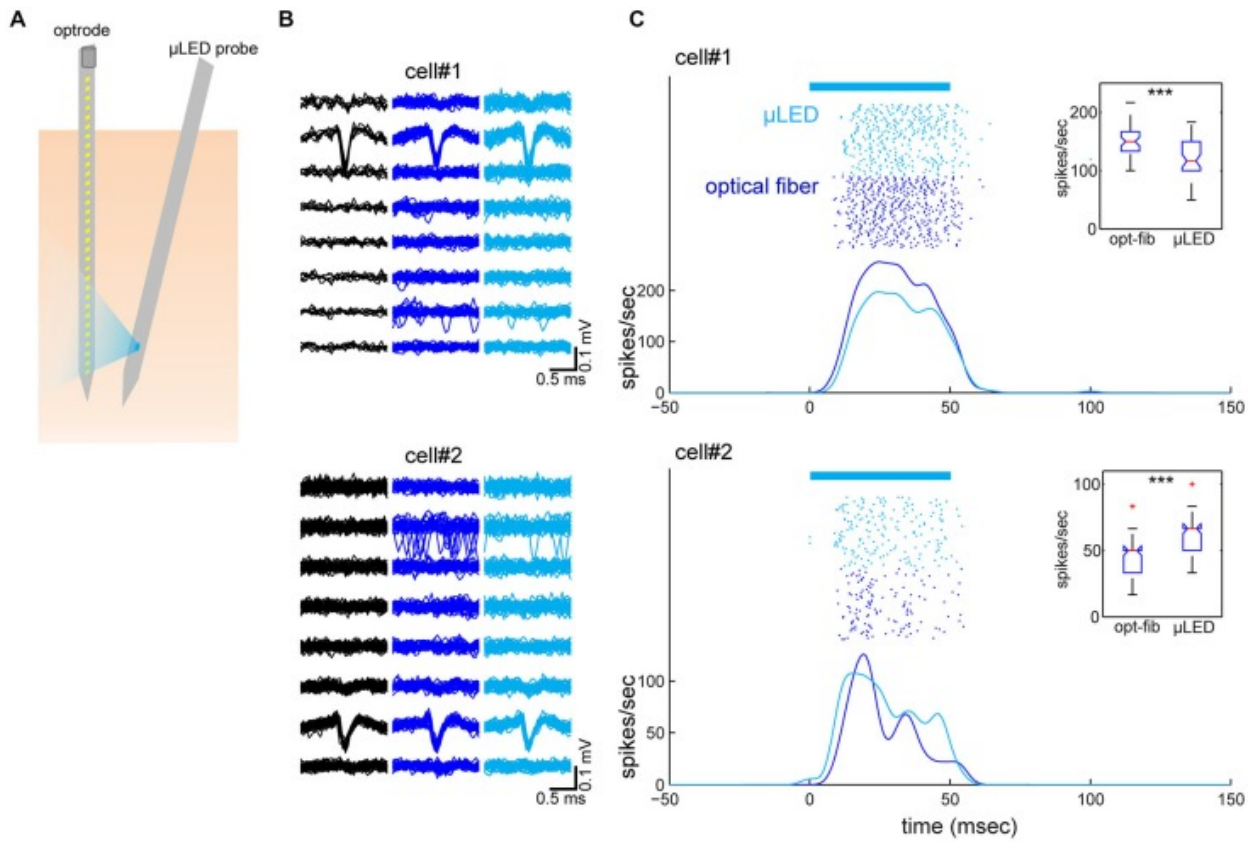 A
optrode
µLED probe
B
cell#1
0.1 mV
0.5 ms
cell#2
0.1 mV
0.5 ms
C
cell#1
µLED
optical fiber
spikes/sec
200
100
0
-50
0
50
100
150
***
spikes/sec
200
100
0
opt-fib
µLED
cell#2
spikes/sec
100
50
0
-50
0
50
100
150
time (msec)
***
spikes/sec
100
50
0
opt-fib
µLED